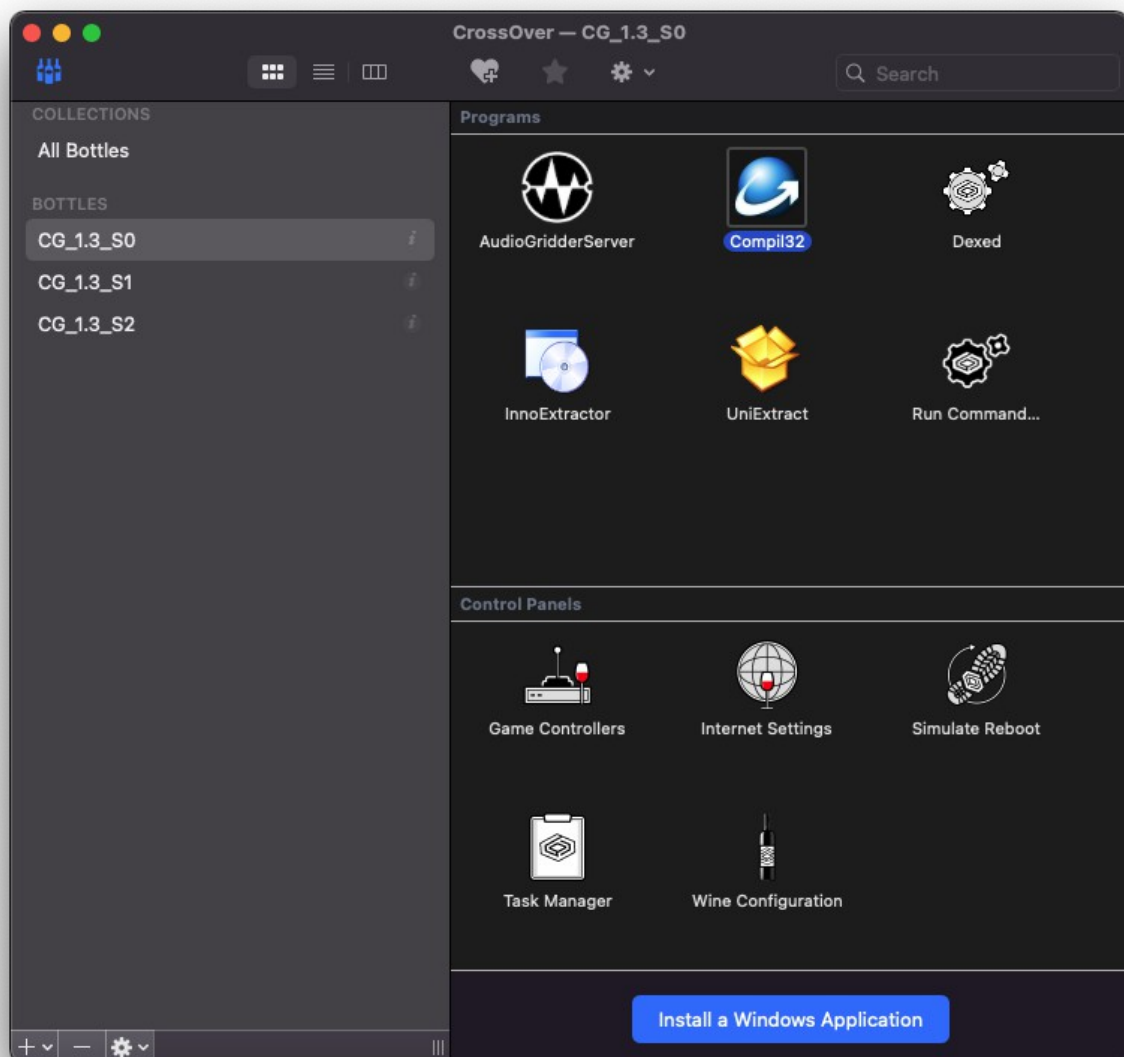 CrossOver — CG_1.3_S0
Search
COLLECTIONS
All Bottles
BOTTLES
CG_1.3_S0
CG_1.3_S1
CG_1.3_S2
Programs
AudioGridderServer
Compil32
Dexed
InnoExtractor
UniExtract
Run Command...
Control Panels
Game Controllers
Internet Settings
Simulate Reboot
Task Manager
Wine Configuration
Install a Windows Application